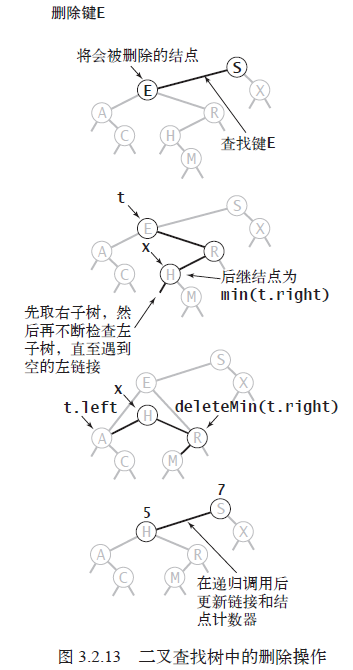 删除键E
将会被删除的结点
S
E
X
A
R
C
H
查找键E
M
t
S
E
X
x
A
R
C
H
后继结点为
min(t.right)
M
先取右子树，然
后再不断检查左
子树，直至遇到
空的左链接
S
E
X
x
t.left
H
deleteMin(t.right)
A
R
C
M
7
5
S
H
X
A
R
C
M
在递归调用后
更新链接和结
点计数器
图 3.2.13 二叉查找树中的删除操作